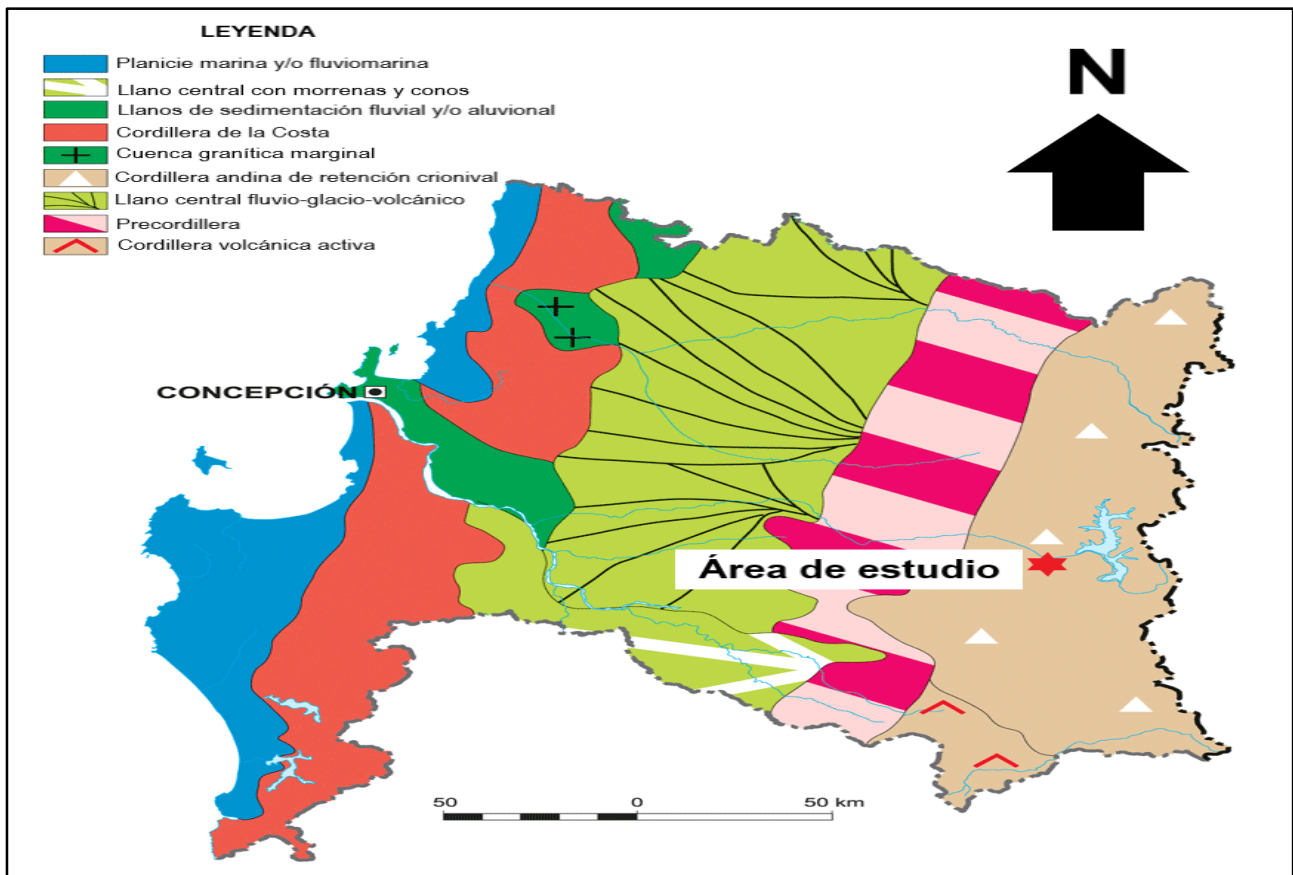 LEYENDA
Planicie marina y/o fluviomarina
Llano central con morrenas y conos
Llanos de sedimentación fluvial y/o aluvional
Cordillera de la Costa
Cuenca granítica marginal
Cordillera andina de retención crionival
Llano central fluvio-glacio-volcánico
Precordillera
Cordillera volcánica activa
N
CONCEPCIÓN
Área de estudio
50 0 50 km